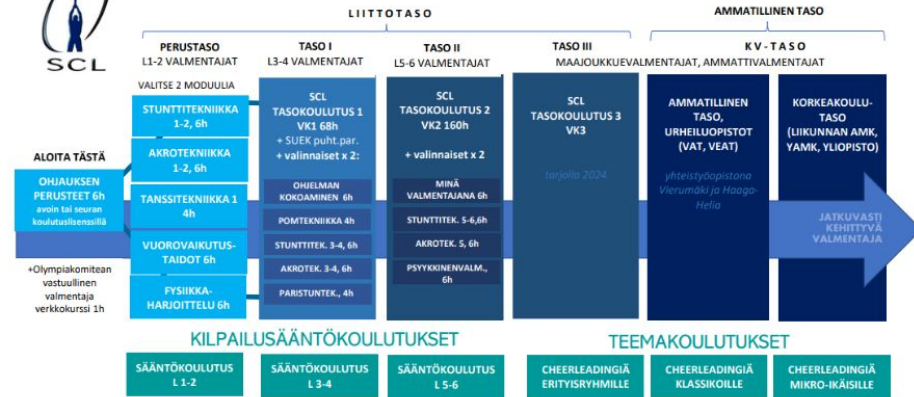 LIITTOTASO
AMMATILLINEN TASO
SCL
PERUSTASO
L1-2 VALMENTAJAT
TASO I
L3-4 VALMENTAJAT
TASO II
L5-6 VALMENTAJAT
TASO III
KV-TASO
MAAJOUKKUEVALMENTAJAT, AMMATTIVALMENTAJAT
ALOITA TÄSTÄ
OHJAUKSEN
PERUSTEET 6h
avoin tai seuran
koulutuslisenssillä
+Olympiakomitean
vastuullinen
valmentaja
verkkokurssi 1h
VALITSE 2 MODUULIA
STUNTTITEKNIIKKA
1-2, 6h
AKROTEKNIIKKA
1-2, 6h
TANSSITEKNIIKKA 1
4h
VUOROVAIKUTUS-
TAIDOT 6h
FYSIIKKA-
HARJOITTELU 6h
SCL
TASOKOULUTUS 1
VK1 68h
+ SUEK puht.par.
+ valinnaiset x 2:
OHJELMAN
KOKOAMINEN 6h
POMTEKNIIKKA 4h
STUNTTITEK. 3-4, 6h
AKROTEK. 3-4, 6h
PARISTUNTEK., 4h
SCL
TASOKOULUTUS 2
VK2 160h
+ valinnaiset x 2
MINÄ
VALMENTAJANA 6h
STUNTTITEK. 5-6,6h
AKROTEK. 5, 6h
PSYYKKINENVALM.,
6h
SCL
TASOKOULUTUS 3
VK3
tarjolla 2024
AMMATILLINEN
TASO,
URHEILUOPISTOT
(VAT, VEAT)
yhteistyöopistona
Vierumäki ja Haaga-
Helia
KORKEAKOULU-
TASO
(LIIKUNNAN AMK,
YAMK, YLIOPISTO)
JATKUVASTI
KEHITTYVÄ
VALMENTAJA
KILPAILUSÄÄNTÖKOULUTUKSET
TEEMAKOULUTUKSET
SÄÄNTÖKOULUTUS
L 1-2
SÄÄNTÖKOULUTUS
L 3-4
SÄÄNTÖKOULUTUS
L 5-6
CHEERLEADINGIÄ
ERITYISRYHMILLE
CHEERLEADINGIÄ
KLASSIKOILLE
CHEERLEADINGIÄ
MIKRO-IKÄISILLE